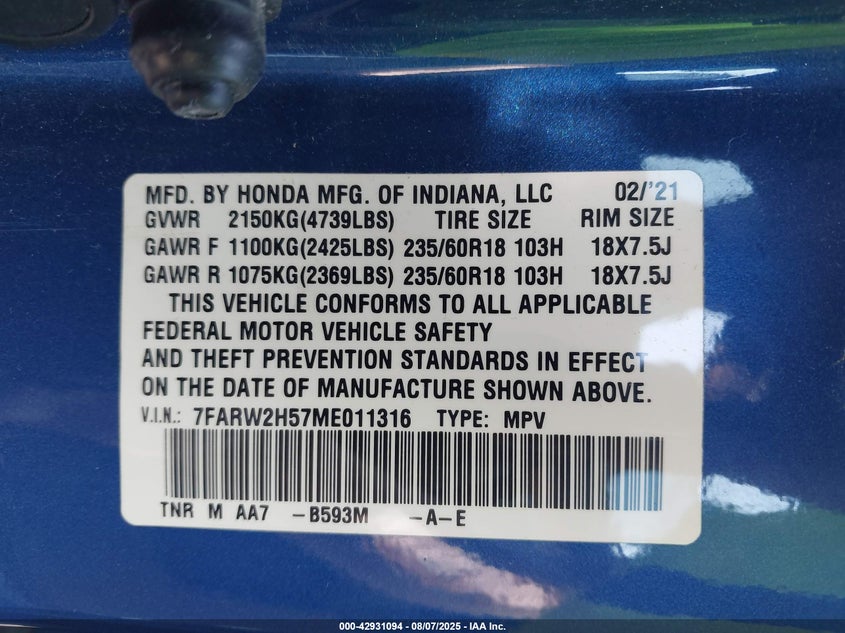 MFD. BY HONDA MFG. OF INDIANA, LLC 02/'21
GVWR 2150KG(4739LBS) TIRE SIZE RIM SIZE
GAWR F 1100KG(2425LBS) 235/60R18 103H 18X7.5J
GAWR R 1075KG(2369LBS) 235/60R18 103H 18X7.5J
THIS VEHICLE CONFORMS TO ALL APPLICABLE
FEDERAL MOTOR VEHICLE SAFETY
AND THEFT PREVENTION STANDARDS IN EFFECT
ON THE DATE OF MANUFACTURE SHOWN ABOVE.
V.I.N.: 7FARW2H57ME011316 TYPE: MPV
TNR M AA7 -B593M -A-E
000-42931094 - 08/07/2025 - IAA Inc.